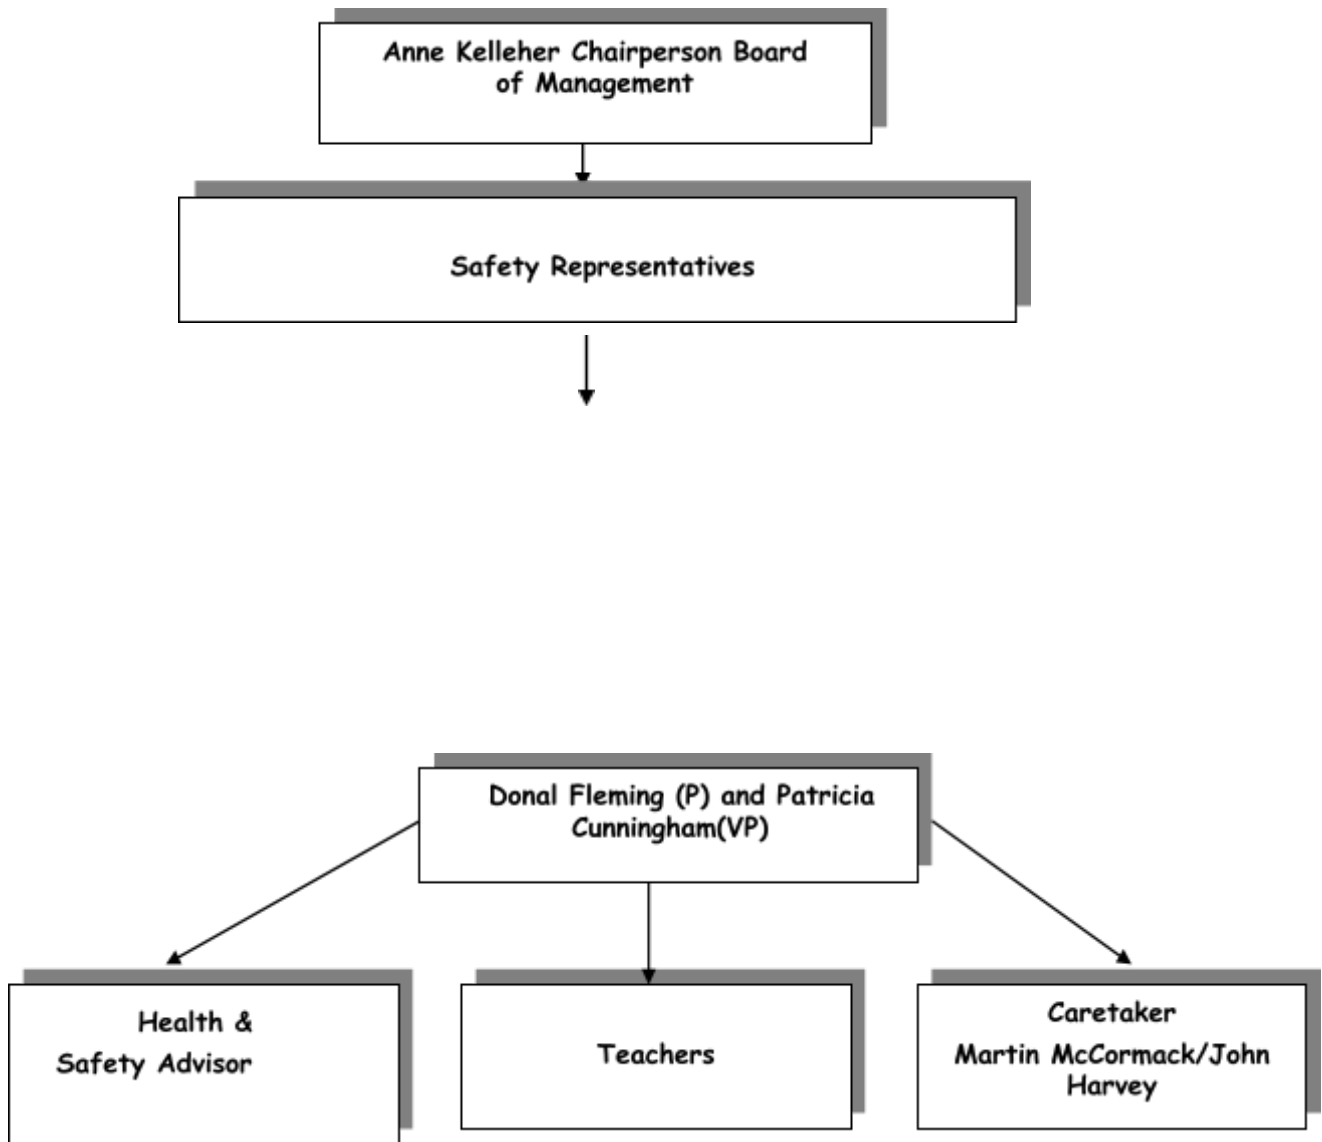 Anne Kelleher Chairperson Board
of Management
Safety Representatives
Donal Fleming (P) and Patricia
Cunningham(VP)
Health &
Safety Advisor
Teachers
Caretaker
Martin McCormack/John
Harvey